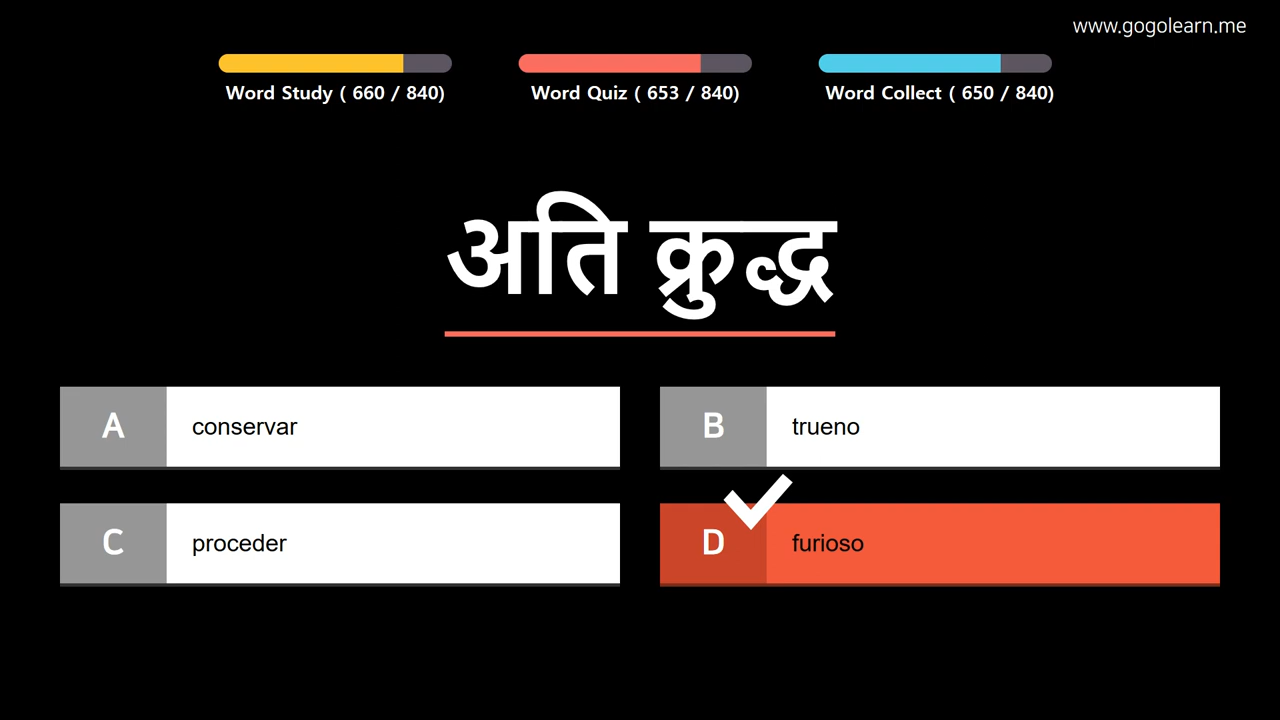 www.gogolearn.me
Word Study ( 660 / 840)
Word Quiz ( 653 / 840)
Word Collect ( 650 / 840)
अति क्रुद्ध
A conservar
B trueno
C proceder
D furioso